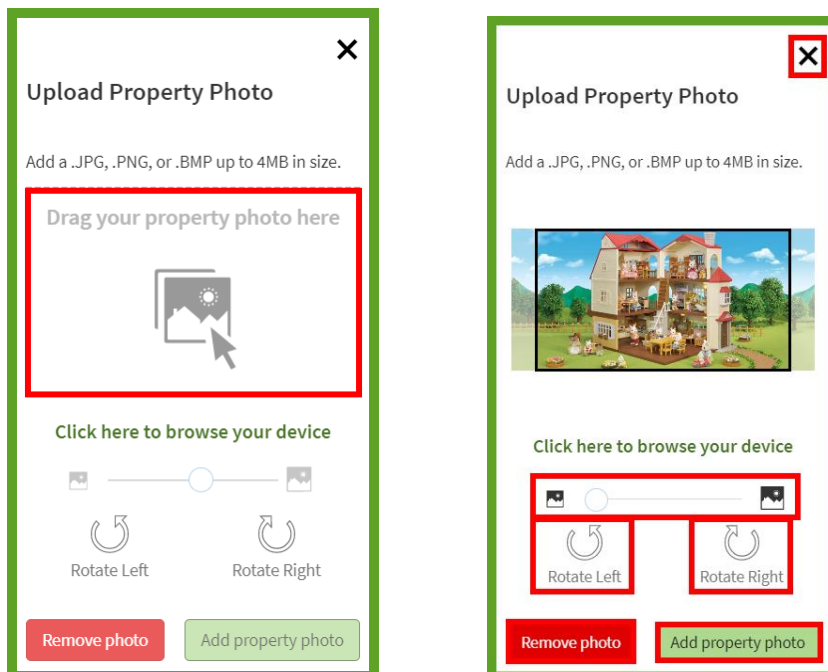 Upload Property Photo
Add a .JPG, .PNG, or .BMP up to 4MB in size.
Drag your property photo here
Click here to browse your device
Rotate Left Rotate Right
Remove photo Add property photo
Upload Property Photo
Add a .JPG, .PNG, or .BMP up to 4MB in size.
Click here to browse your device
Rotate Left Rotate Right
Remove photo Add property photo